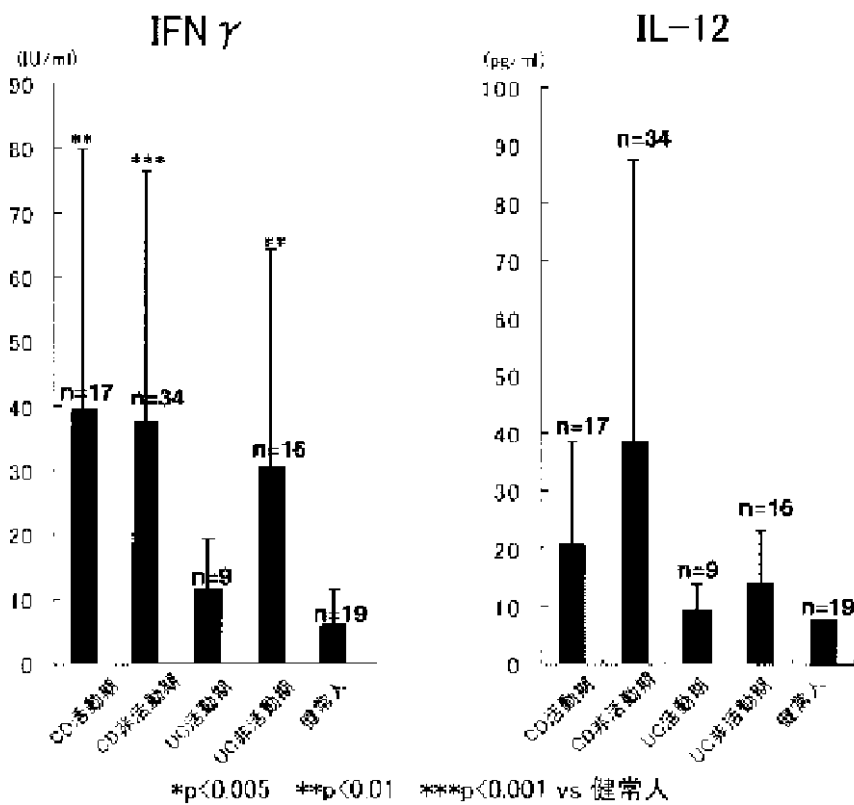 IFNγ
(IU/ml)
90
80
70
60
50
40
30
20
10
0
**
***
**
n=17
n=34
n=15
n=9
n=19
CD活動期
CD非活動期
UC活動期
UC非活動期
健常人
IL-12
(pg/ml)
100
90
80
70
60
50
40
30
20
10
0
n=34
n=17
n=15
n=9
n=19
CD活動期
CD非活動期
UC活動期
UC非活動期
健常人
*p<0.005 **p<0.01 ***p<0.001 vs 健常人